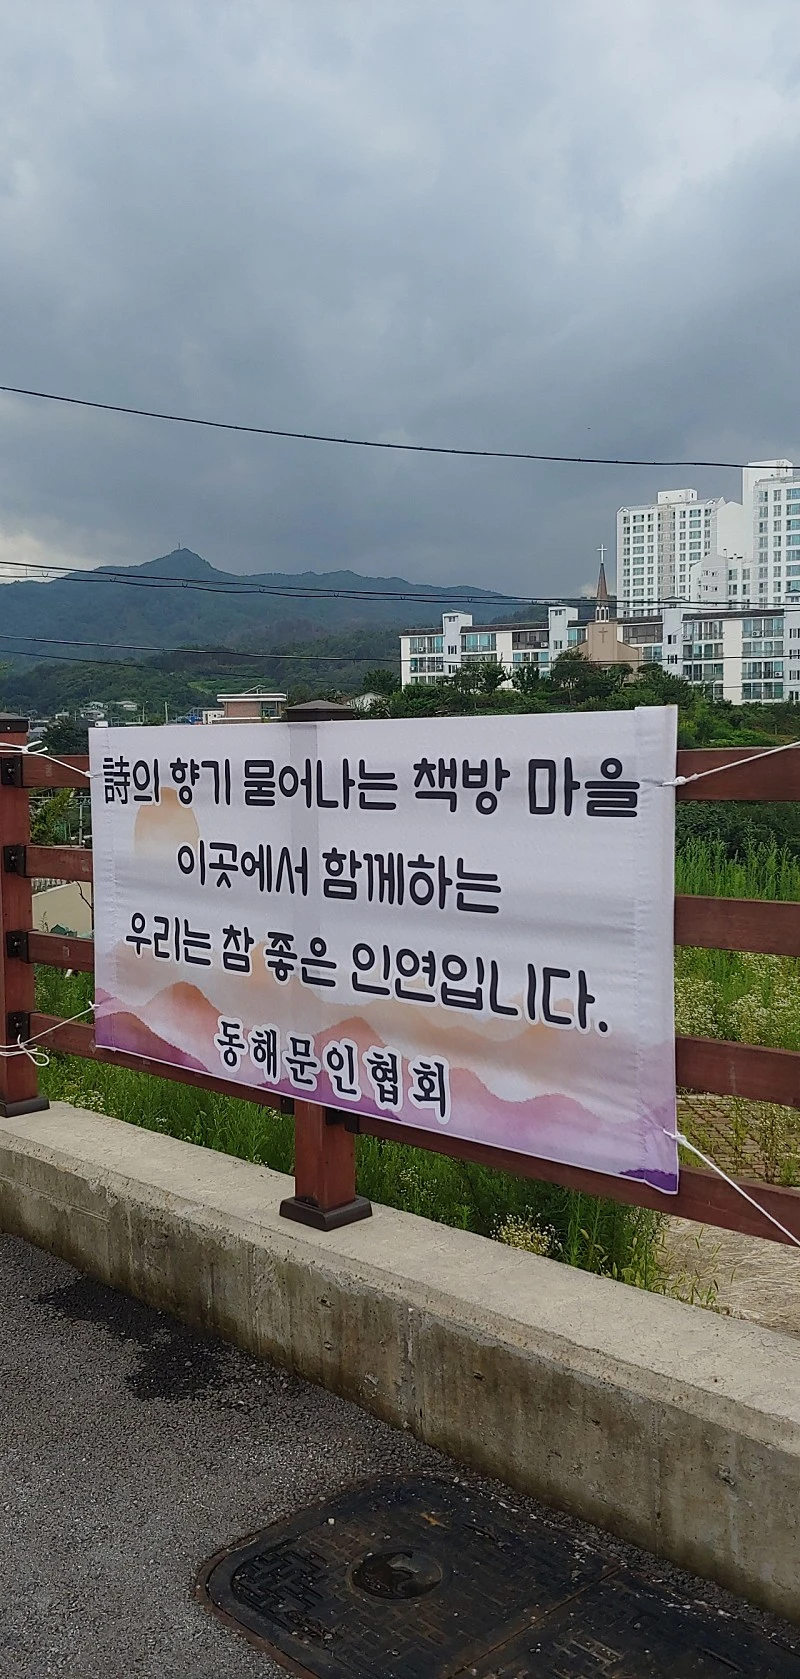 詩의 향기 묻어나는 책방 마을
이곳에서 함께하는
우리는 참 좋은 인연입니다.
동해문인협회